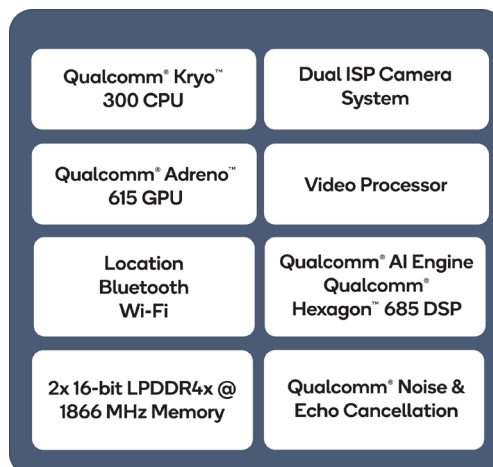 Qualcomm® Kryo™
300 CPU
Dual ISP Camera
System
Qualcomm® Adreno™
615 GPU
Video Processor
Location
Bluetooth
Wi-Fi
Qualcomm® AI Engine
Qualcomm®
Hexagon™ 685 DSP
2x 16-bit LPDDR4x @
1866 MHz Memory
Qualcomm® Noise &
Echo Cancellation